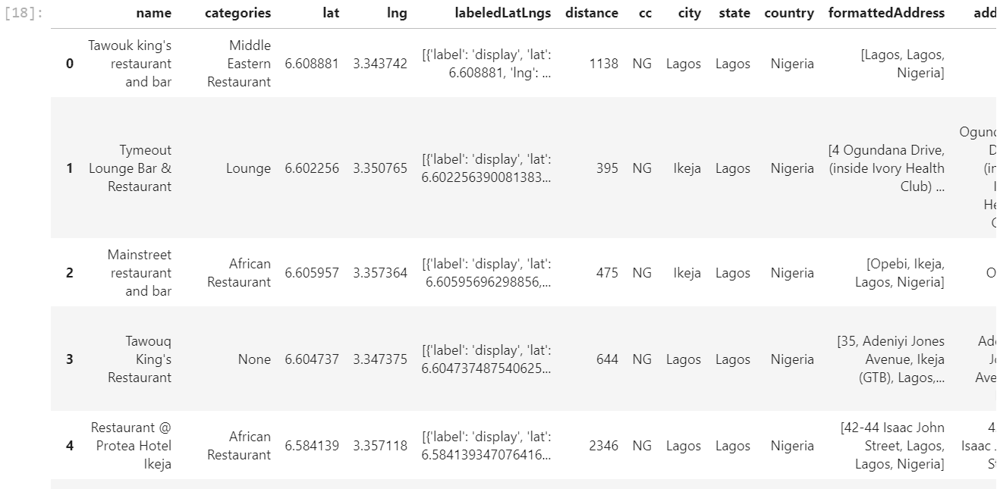 [18]:
name categories lat lng labeledLatLngs distance cc city state country formattedAddress add
0 Tawouk king's restaurant and bar Middle Eastern Restaurant 6.608881 3.343742 [{'label': 'display', 'lat': 6.608881, 'lng': ... 1138 NG Lagos Lagos Nigeria [Lagos, Lagos, Nigeria]
1 Tymeout Lounge Bar & Restaurant Lounge 6.602256 3.350765 [{'label': 'display', 'lat': 6.602256390081383... 395 NG Ikeja Lagos Nigeria [4 Ogundana Drive, (inside Ivory Health Club) ...
2 Mainstreet restaurant and bar African Restaurant 6.605957 3.357364 [{'label': 'display', 'lat': 6.60595696298856,... 475 NG Ikeja Lagos Nigeria [Opebi, Ikeja, Lagos, Nigeria] O
3 Tawouq King's Restaurant None 6.604737 3.347375 [{'label': 'display', 'lat': 6.604737487540625... 644 NG Lagos Lagos Nigeria [35, Adeniyi Jones Avenue, Ikeja (GTB), Lagos,...
4 Restaurant @ Protea Hotel Ikeja African Restaurant 6.584139 3.357118 [{'label': 'display', 'lat': 6.584139347076416... 2346 NG Lagos Lagos Nigeria [42-44 Isaac John Street, Lagos, Lagos, Nigeria] Isaac